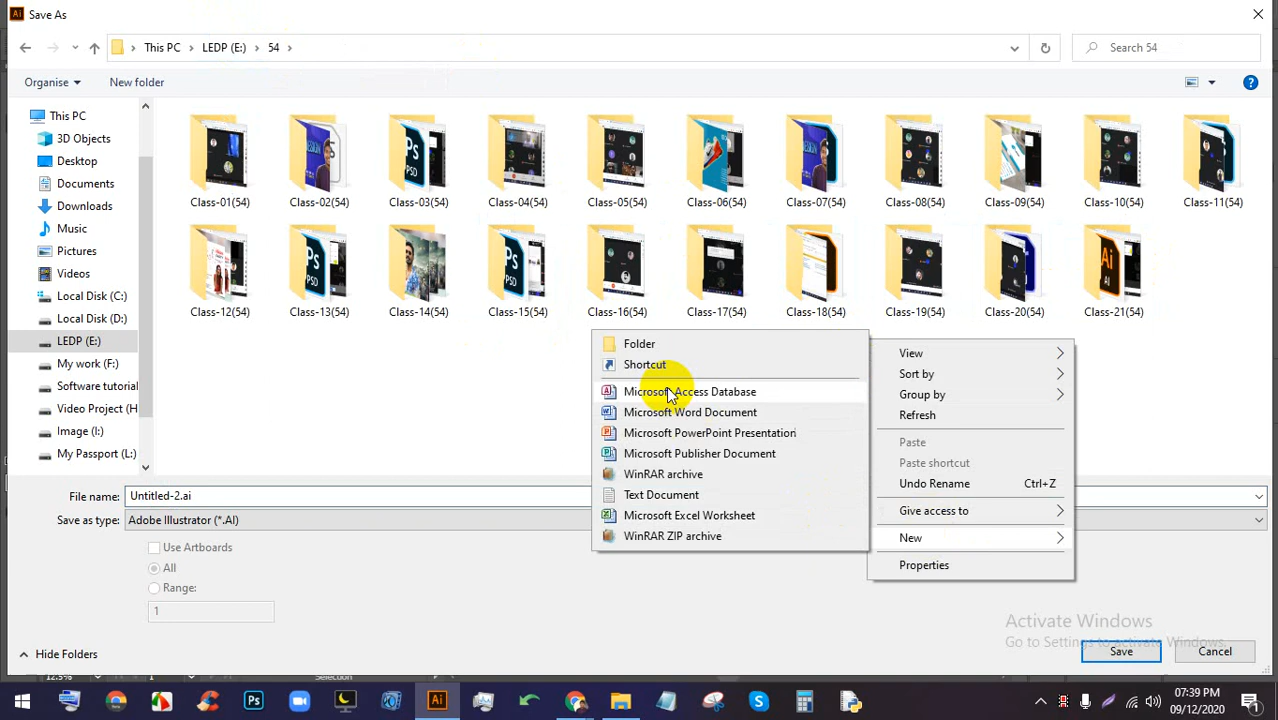 Ai Save As
This PC LEDP (E:) 54
Search 54
Organise New folder
This PC
3D Objects
Desktop
Documents
Downloads
Music
Pictures
Videos
Local Disk (C:)
Local Disk (D:)
LEDP (E:)
My work (F:)
Software tutorial
Video Project (H
Image (I:)
My Passport (L:)
Class-01(54) Class-02(54) Class-03(54) Class-04(54) Class-05(54) Class-06(54) Class-07(54) Class-08(54) Class-09(54) Class-10(54) Class-11(54)
Class-12(54) Class-13(54) Class-14(54) Class-15(54) Class-16(54) Class-17(54) Class-18(54) Class-19(54) Class-20(54) Class-21(54)
Folder
Shortcut
Microsoft Access Database
Microsoft Word Document
Microsoft PowerPoint Presentation
Microsoft Publisher Document
WinRAR archive
Text Document
Microsoft Excel Worksheet
WinRAR ZIP archive
View
Sort by
Group by
Refresh
Paste
Paste shortcut
Undo Rename Ctrl+Z
Give access to
New
Properties
File name: Untitled-2.ai
Save as type: Adobe Illustrator (*.AI)
Use Artboards
All
Range:
1
Activate Windows
Go to Settings to activate Windows.
Hide Folders
Save Cancel
Selection
Ps Ai
07:39 PM
09/12/2020